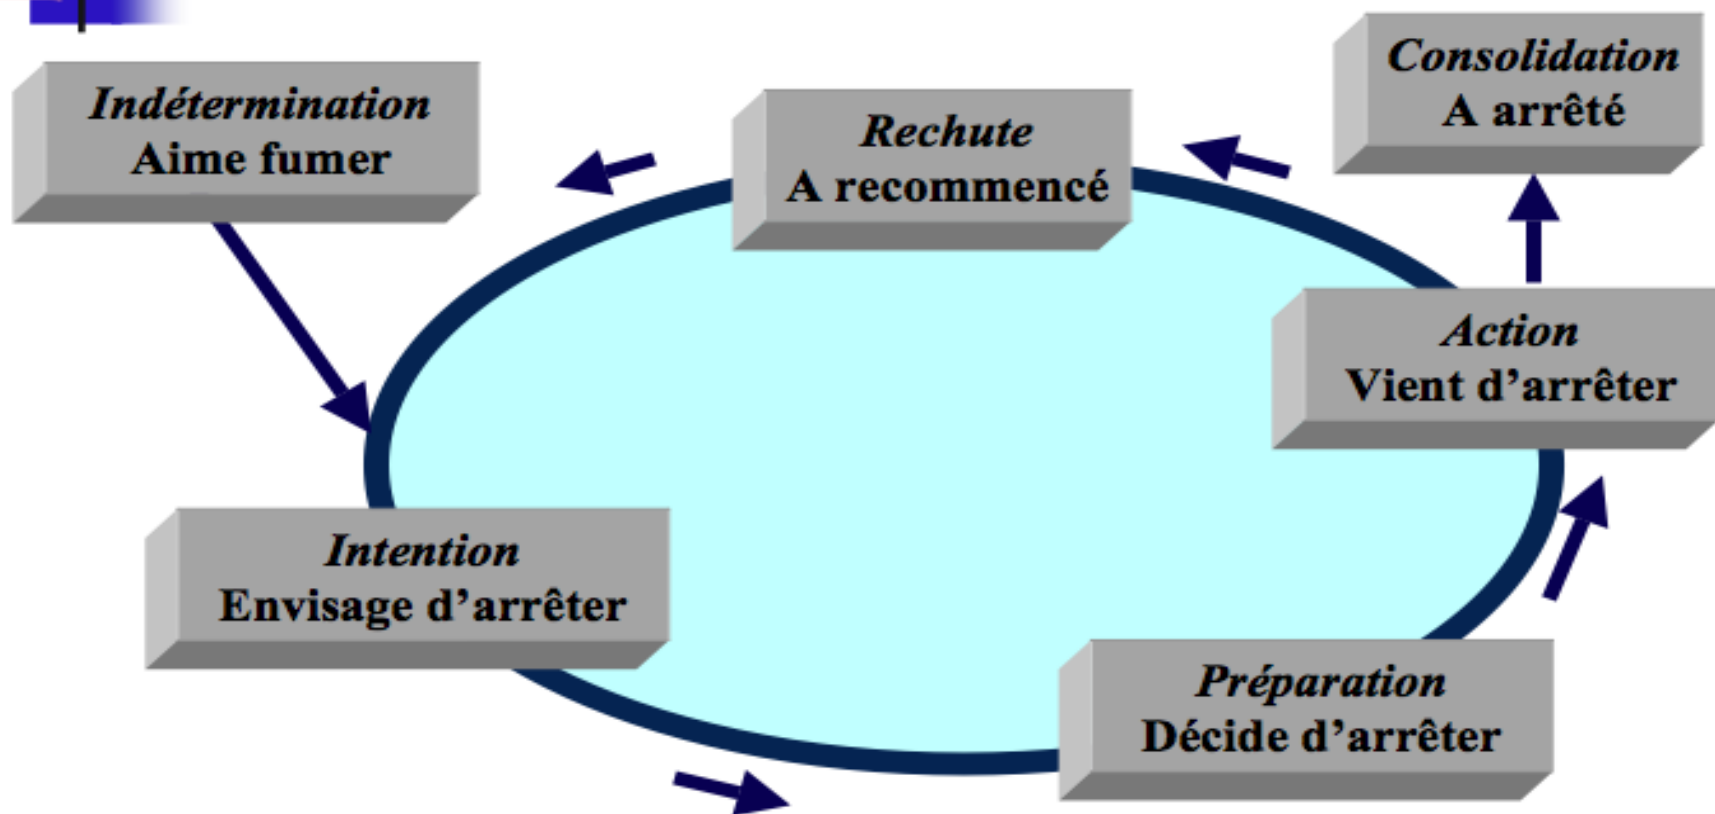 Indétermination
Aime fumer
Rechute
A recommencé
Consolidation
A arrêté
Action
Vient d’arrêter
Intention
Envisage d’arrêter
Préparation
Décide d’arrêter